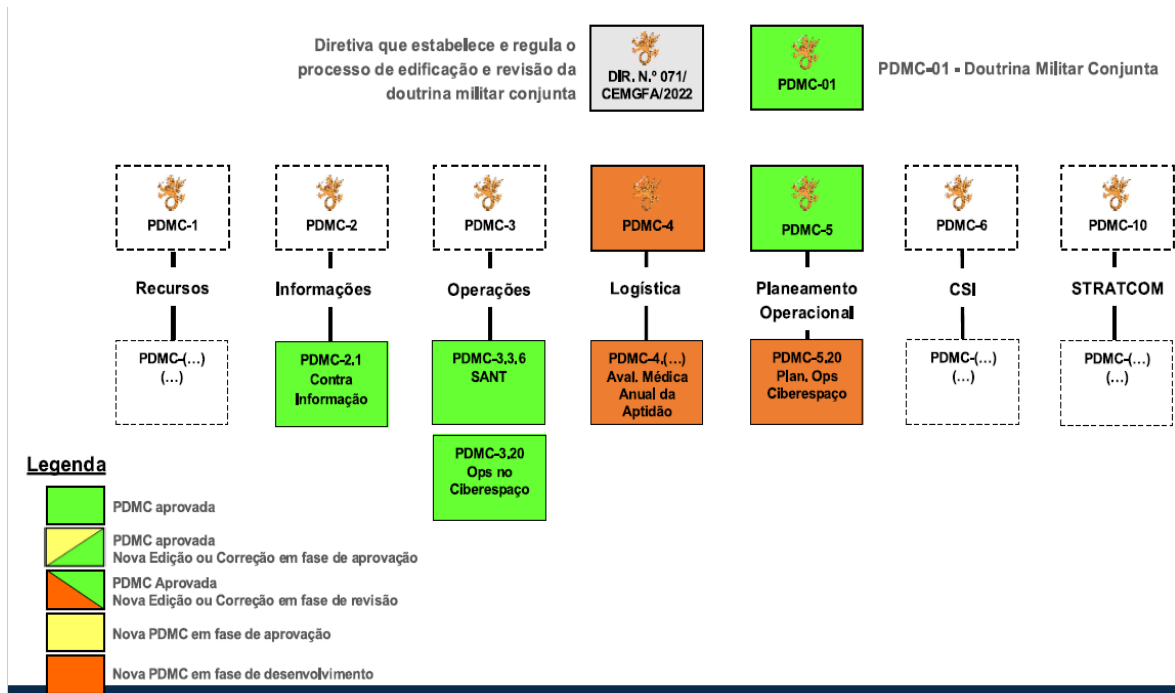 Diretiva que estabelece e regula o
processo de edificação e revisão da
doutrina militar conjunta
DIR. N.º 071/
CEMGFA/2022
PDMC-01
PDMC-01 - Doutrina Militar Conjunta
PDMC-1
PDMC-2
PDMC-3
PDMC-4
PDMC-5
PDMC-6
PDMC-10
Recursos
Informações
Operações
Logística
Planeamento
Operacional
CSI
STRATCOM
PDMC-(...)
(...)
PDMC-2.1
Contra
Informação
PDMC-3.3.6
SANT
PDMC-4.(...)
Aval. Médica
Anual da
Aptidão
PDMC-5.20
Plan. Ops
Ciberespaço
PDMC-(...)
(...)
PDMC-(...)
(...)
PDMC-3.20
Ops no
Ciberespaço
Legenda
PDMC aprovada
PDMC aprovada
Nova Edição ou Correção em fase de aprovação
PDMC Aprovada
Nova Edição ou Correção em fase de revisão
Nova PDMC em fase de aprovação
Nova PDMC em fase de desenvolvimento